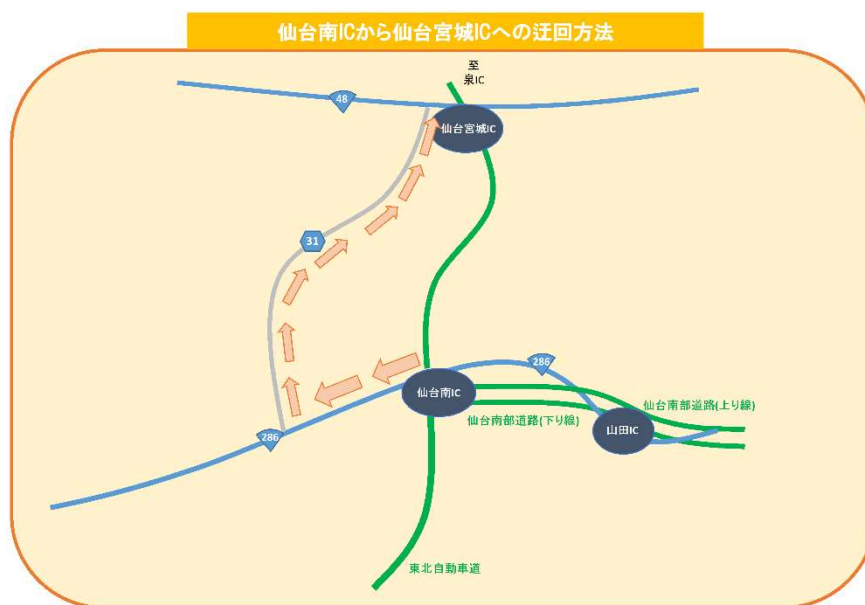 仙台南ICから仙台宮城ICへの迂回方法
至
泉IC
48
仙台宮城IC
31
286
仙台南IC
仙台南部道路(上り線)
仙台南部道路(下り線)
山田IC
286
東北自動車道